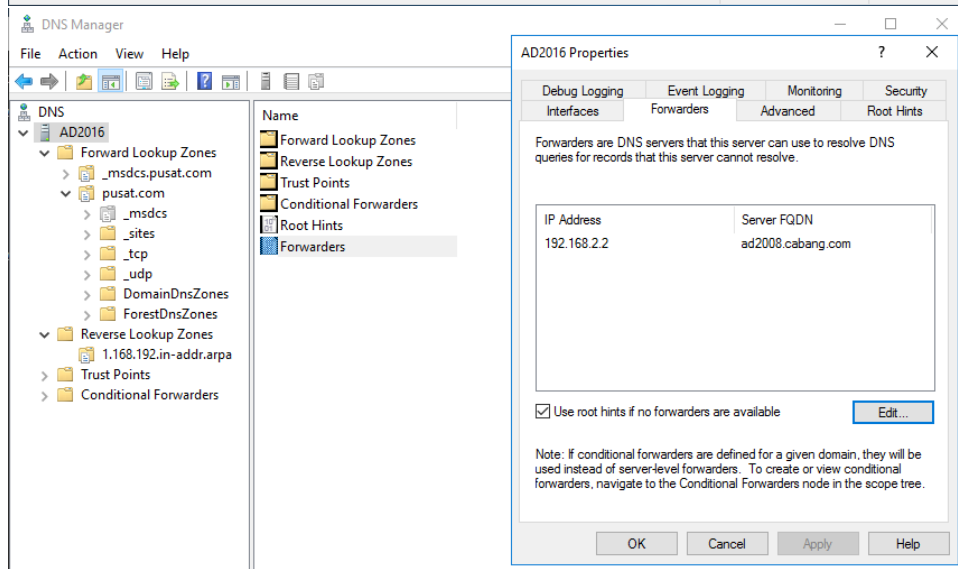 DNS Manager
File Action View Help
DNS
AD2016
Forward Lookup Zones
_msdcs.pusat.com
pusat.com
_msdcs
_sites
_tcp
_udp
DomainDnsZones
ForestDnsZones
Reverse Lookup Zones
1.168.192.in-addr.arpa
Trust Points
Conditional Forwarders
Name
Forward Lookup Zones
Reverse Lookup Zones
Trust Points
Conditional Forwarders
Root Hints
Forwarders
AD2016 Properties
Debug Logging Event Logging Monitoring Security
Interfaces Forwarders Advanced Root Hints
Forwarders are DNS servers that this server can use to resolve DNS
queries for records that this server cannot resolve.
IP Address Server FQDN
192.168.2.2 ad2008.cabang.com
Use root hints if no forwarders are available Edit...
Note: If conditional forwarders are defined for a given domain, they will be
used instead of server-level forwarders. To create or view conditional
forwarders, navigate to the Conditional Forwarders node in the scope tree.
OK Cancel Apply Help